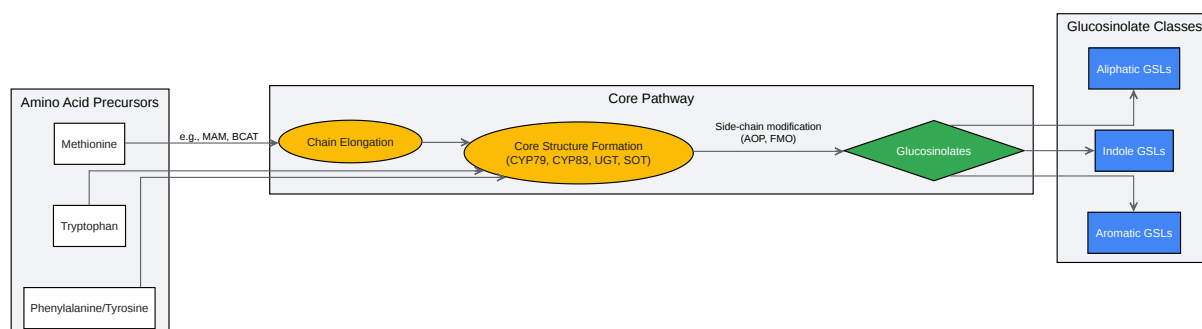 Amino Acid Precursors
Methionine
Tryptophan
Phenylalanine/Tyrosine
e.g., MAM, BCAT
Core Pathway
Chain Elongation
Core Structure Formation
(CYP79, CYP83, UGT, SOT)
Side-chain modification
(AOP, FMO)
Glucosinolates
Glucosinolate Classes
Aliphatic GSLs
Indole GSLs
Aromatic GSLs